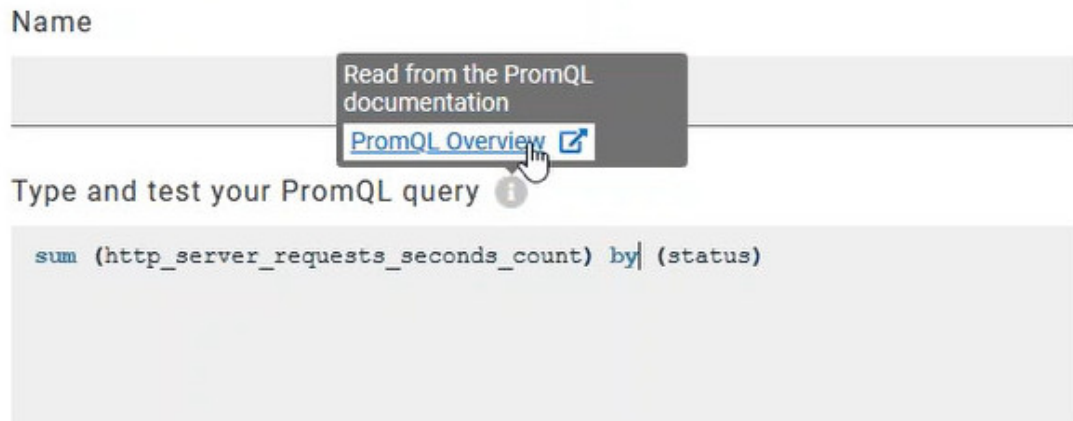 Name
Read from the PromQL
documentation
PromQL Overview
Type and test your PromQL query
sum (http_server_requests_seconds_count) by (status)